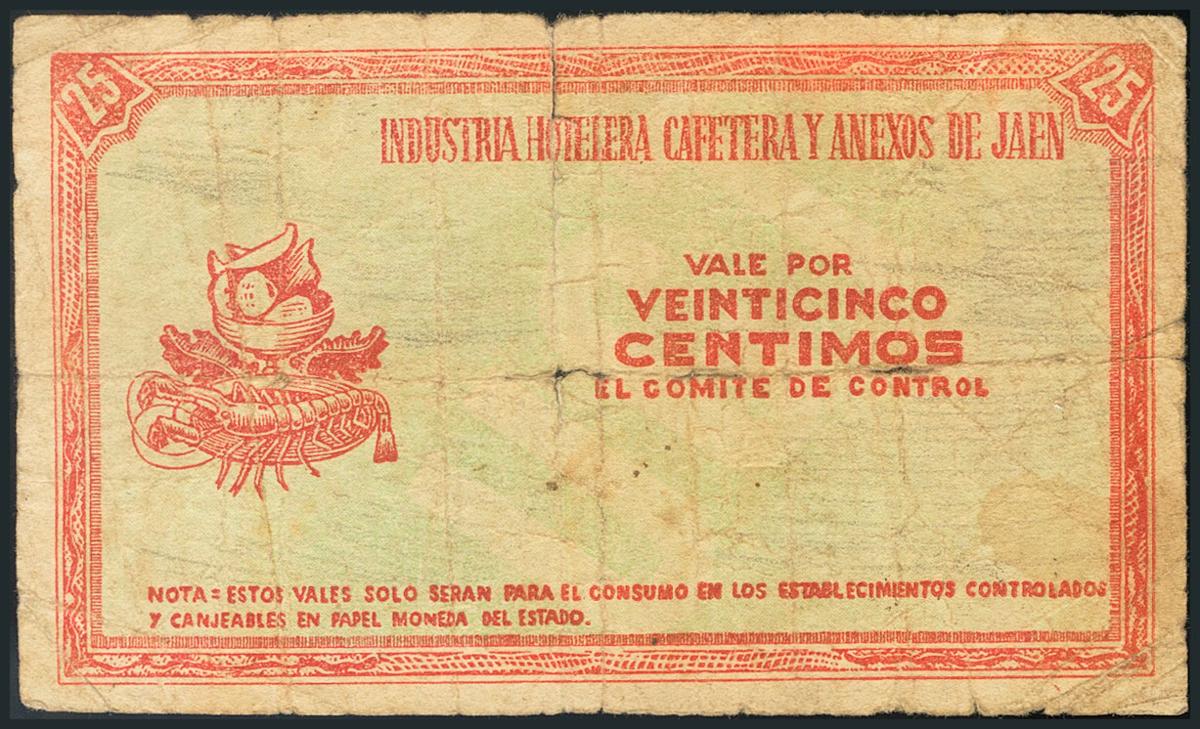 25
25
INDUSTRIA HOTELERA CAFETERA Y ANEXOS DE JAEN
VALE POR
VEINTICINCO
CENTIMOS
EL COMITE DE CONTROL
NOTA = ESTOS VALES SOLO SERAN PARA EL CONSUMO EN LOS ESTABLECIMIENTOS CONTROLADOS
Y CANJEABLES EN PAPEL MONEDA DEL ESTADO.